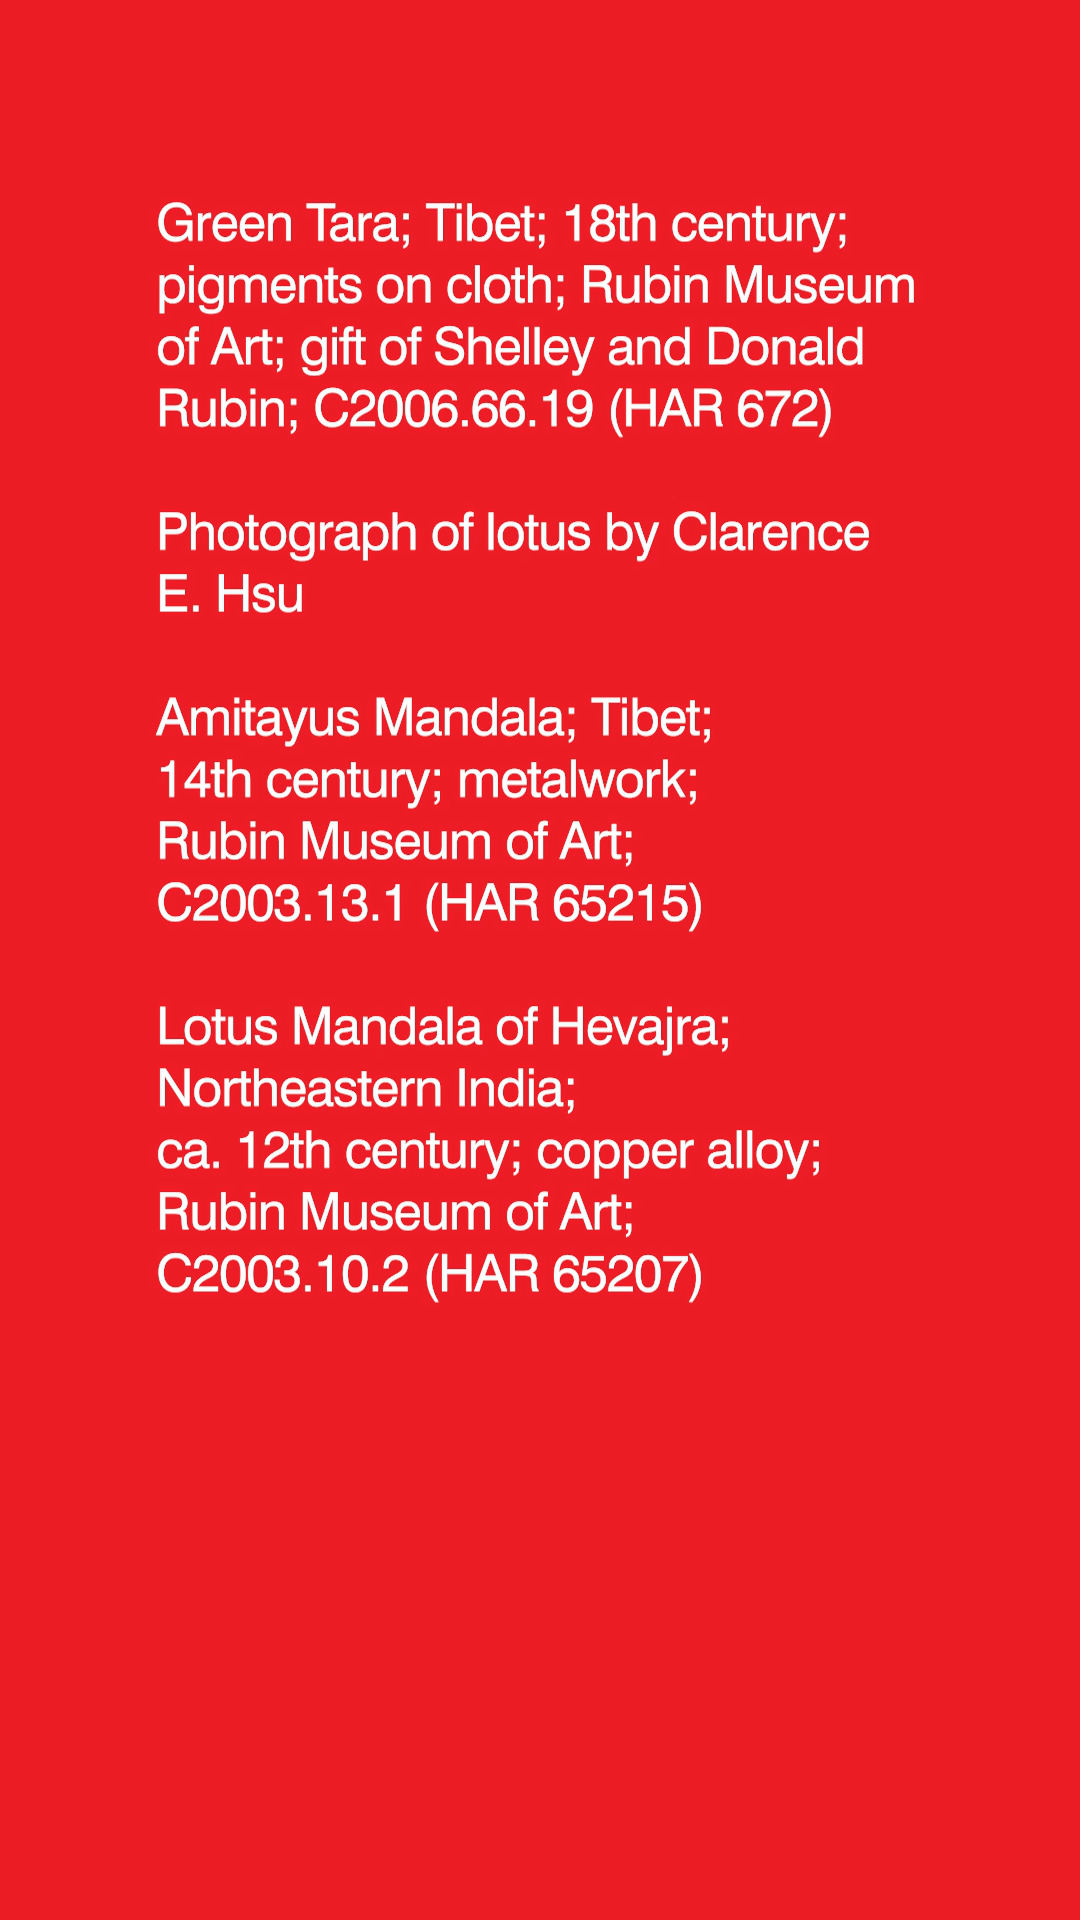 Green Tara; Tibet; 18th century;
pigments on cloth; Rubin Museum
of Art; gift of Shelley and Donald
Rubin; C2006.66.19 (HAR 672)
Photograph of lotus by Clarence
E. Hsu
Amitayus Mandala; Tibet;
14th century; metalwork;
Rubin Museum of Art;
C2003.13.1 (HAR 65215)
Lotus Mandala of Hevajra;
Northeastern India;
ca. 12th century; copper alloy;
Rubin Museum of Art;
C2003.10.2 (HAR 65207)